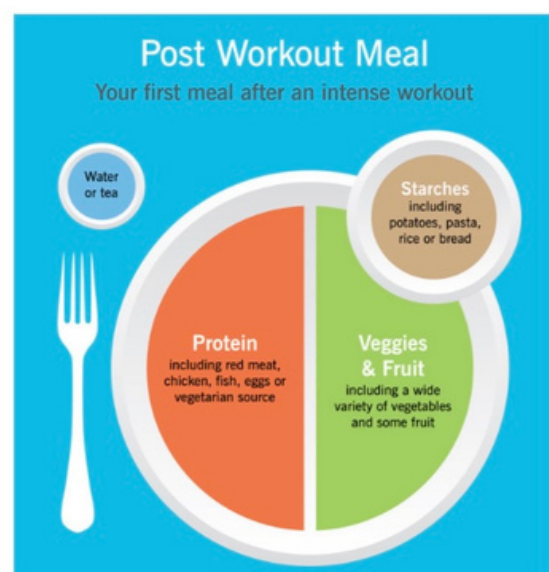 Post Workout Meal
Your first meal after an intense workout
Water
or tea
Starches
including
potatoes, pasta,
rice or bread
Protein
including red meat,
chicken, fish, eggs or
vegetarian source
Veggies
& Fruit
including a wide
variety of vegetables
and some fruit